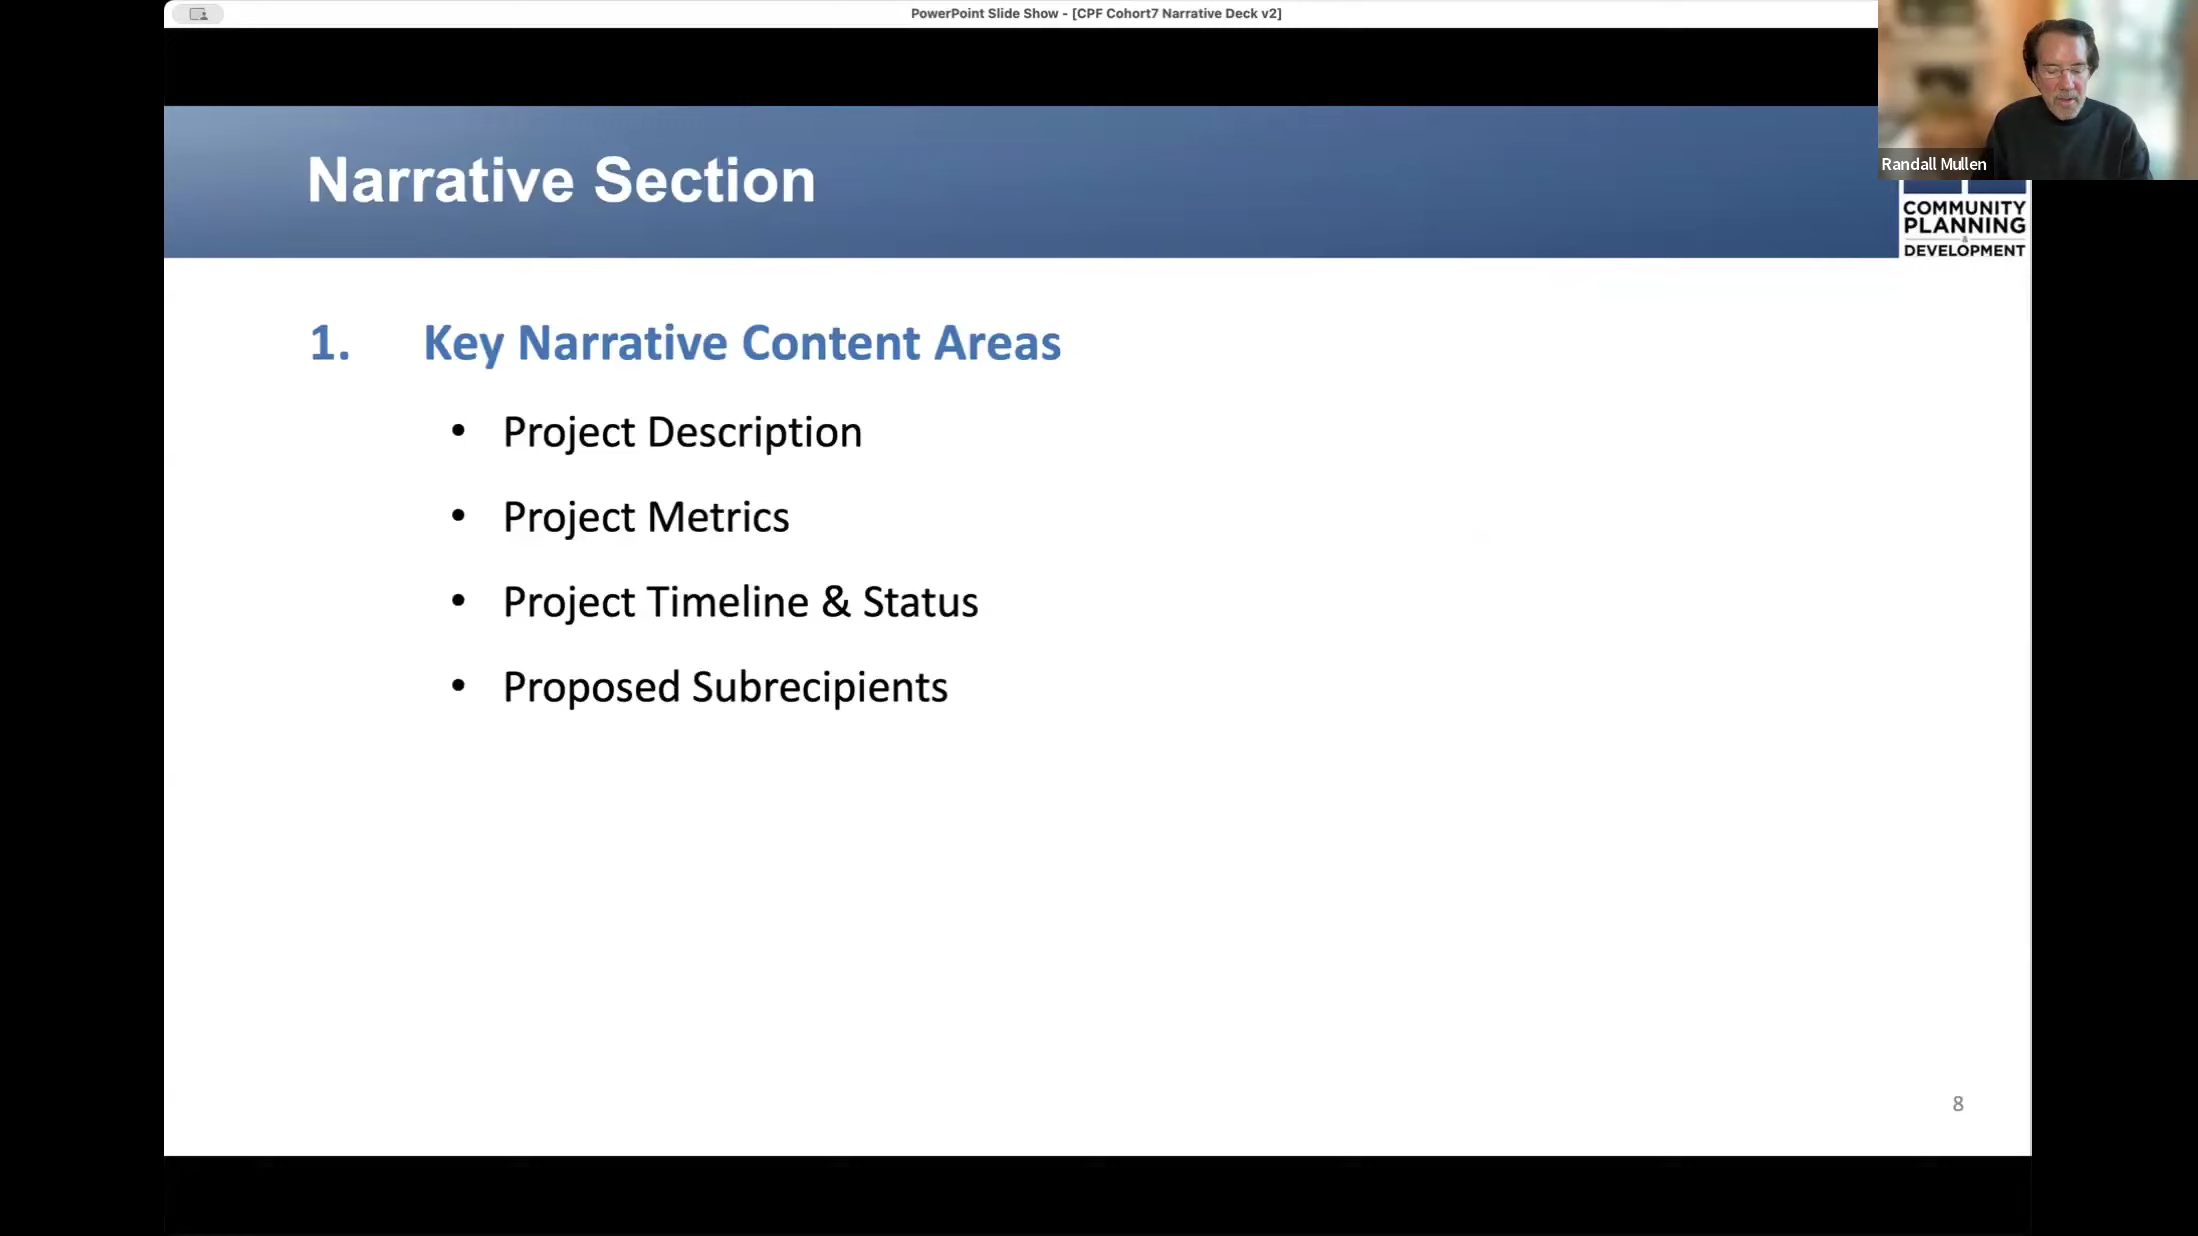 PowerPoint Slide Show - [CPF Cohort7 Narrative Deck v2]
Randall Mullen
Narrative Section
COMMUNITY
PLANNING
&
DEVELOPMENT
1. Key Narrative Content Areas
• Project Description
• Project Metrics
• Project Timeline & Status
• Proposed Subrecipients
8